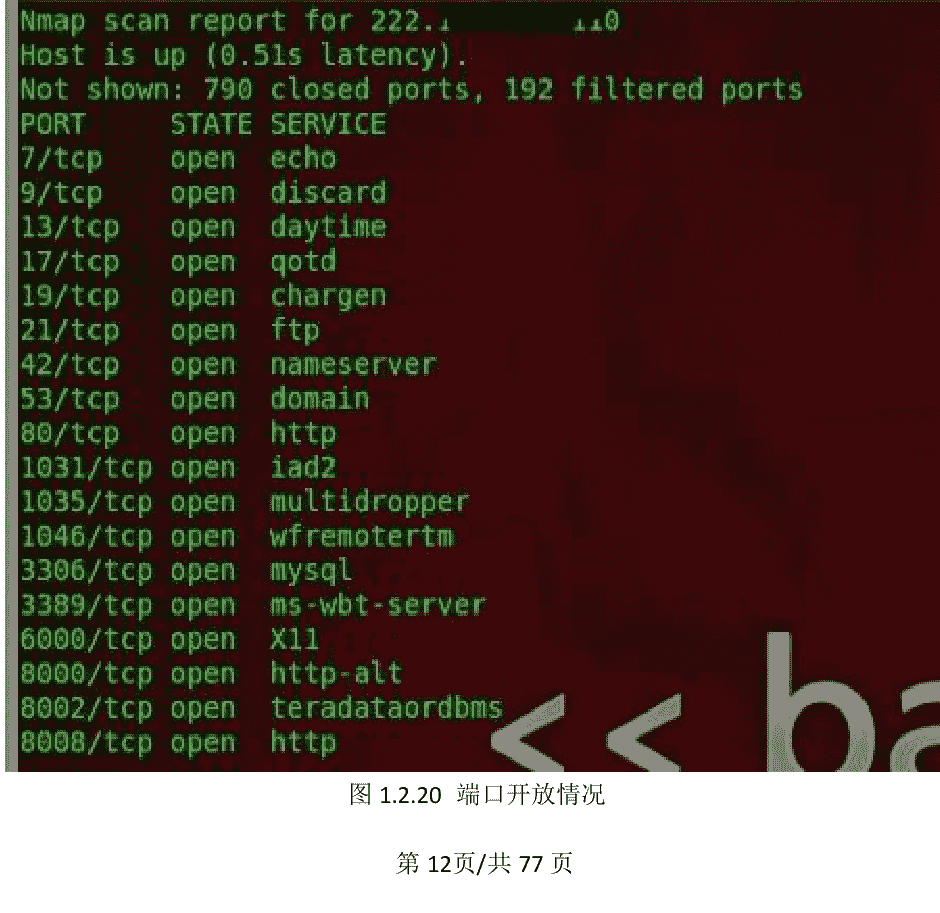 Nmap scan report for 222.
Host is up (0.51s latency).
Not shown: 790 closed ports, 192 filtered ports
PORT STATE SERVICE
7/tcp open echo
9/tcp open discard
13/tcp open daytime
17/tcp open qotd
19/tcp open chargen
21/tcp open ftp
42/tcp open nameserver
53/tcp open domain
80/tcp open http
1031/tcp open iad2
1035/tcp open multidropper
1046/tcp open wfremotertm
3306/tcp open mysql
3389/tcp open ms-wbt-server
6000/tcp open X11
8000/tcp open http-alt
8002/tcp open teradataordbms
8008/tcp open http
<< ba
图 1.2.20 端口开放情况
第 12页/共 77 页